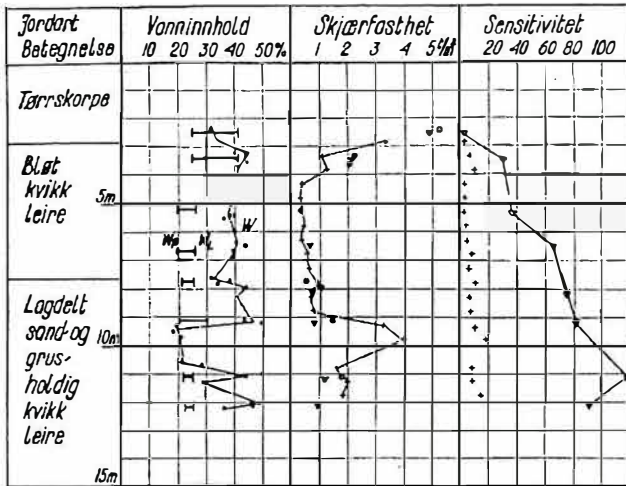 Jordart
Betegnelse
Vanninnhold
10 20 30 40 50%
Skjærfasthet
1 2 3 4 5 t/m²
Sensitivitet
20 40 60 80 100
Tørrskorpe
Bløt
kvikk
leire
5m
Wp WL W
Lagdelt
sand-og
grus-
holdig
kvikk
leire
10m
15m